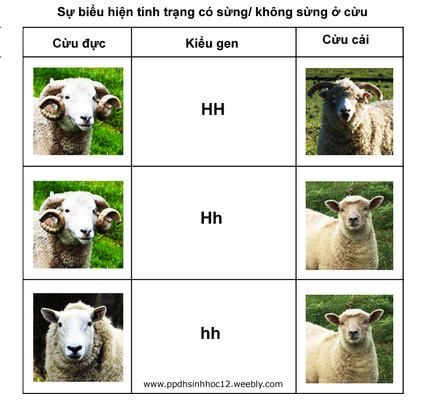 Sự biểu hiện tính trạng có sừng/ không sừng ở cừu
Cừu đực Kiểu gen Cừu cái
HH
Hh
hh
www.ppdhsinhhoc12.weebly.com